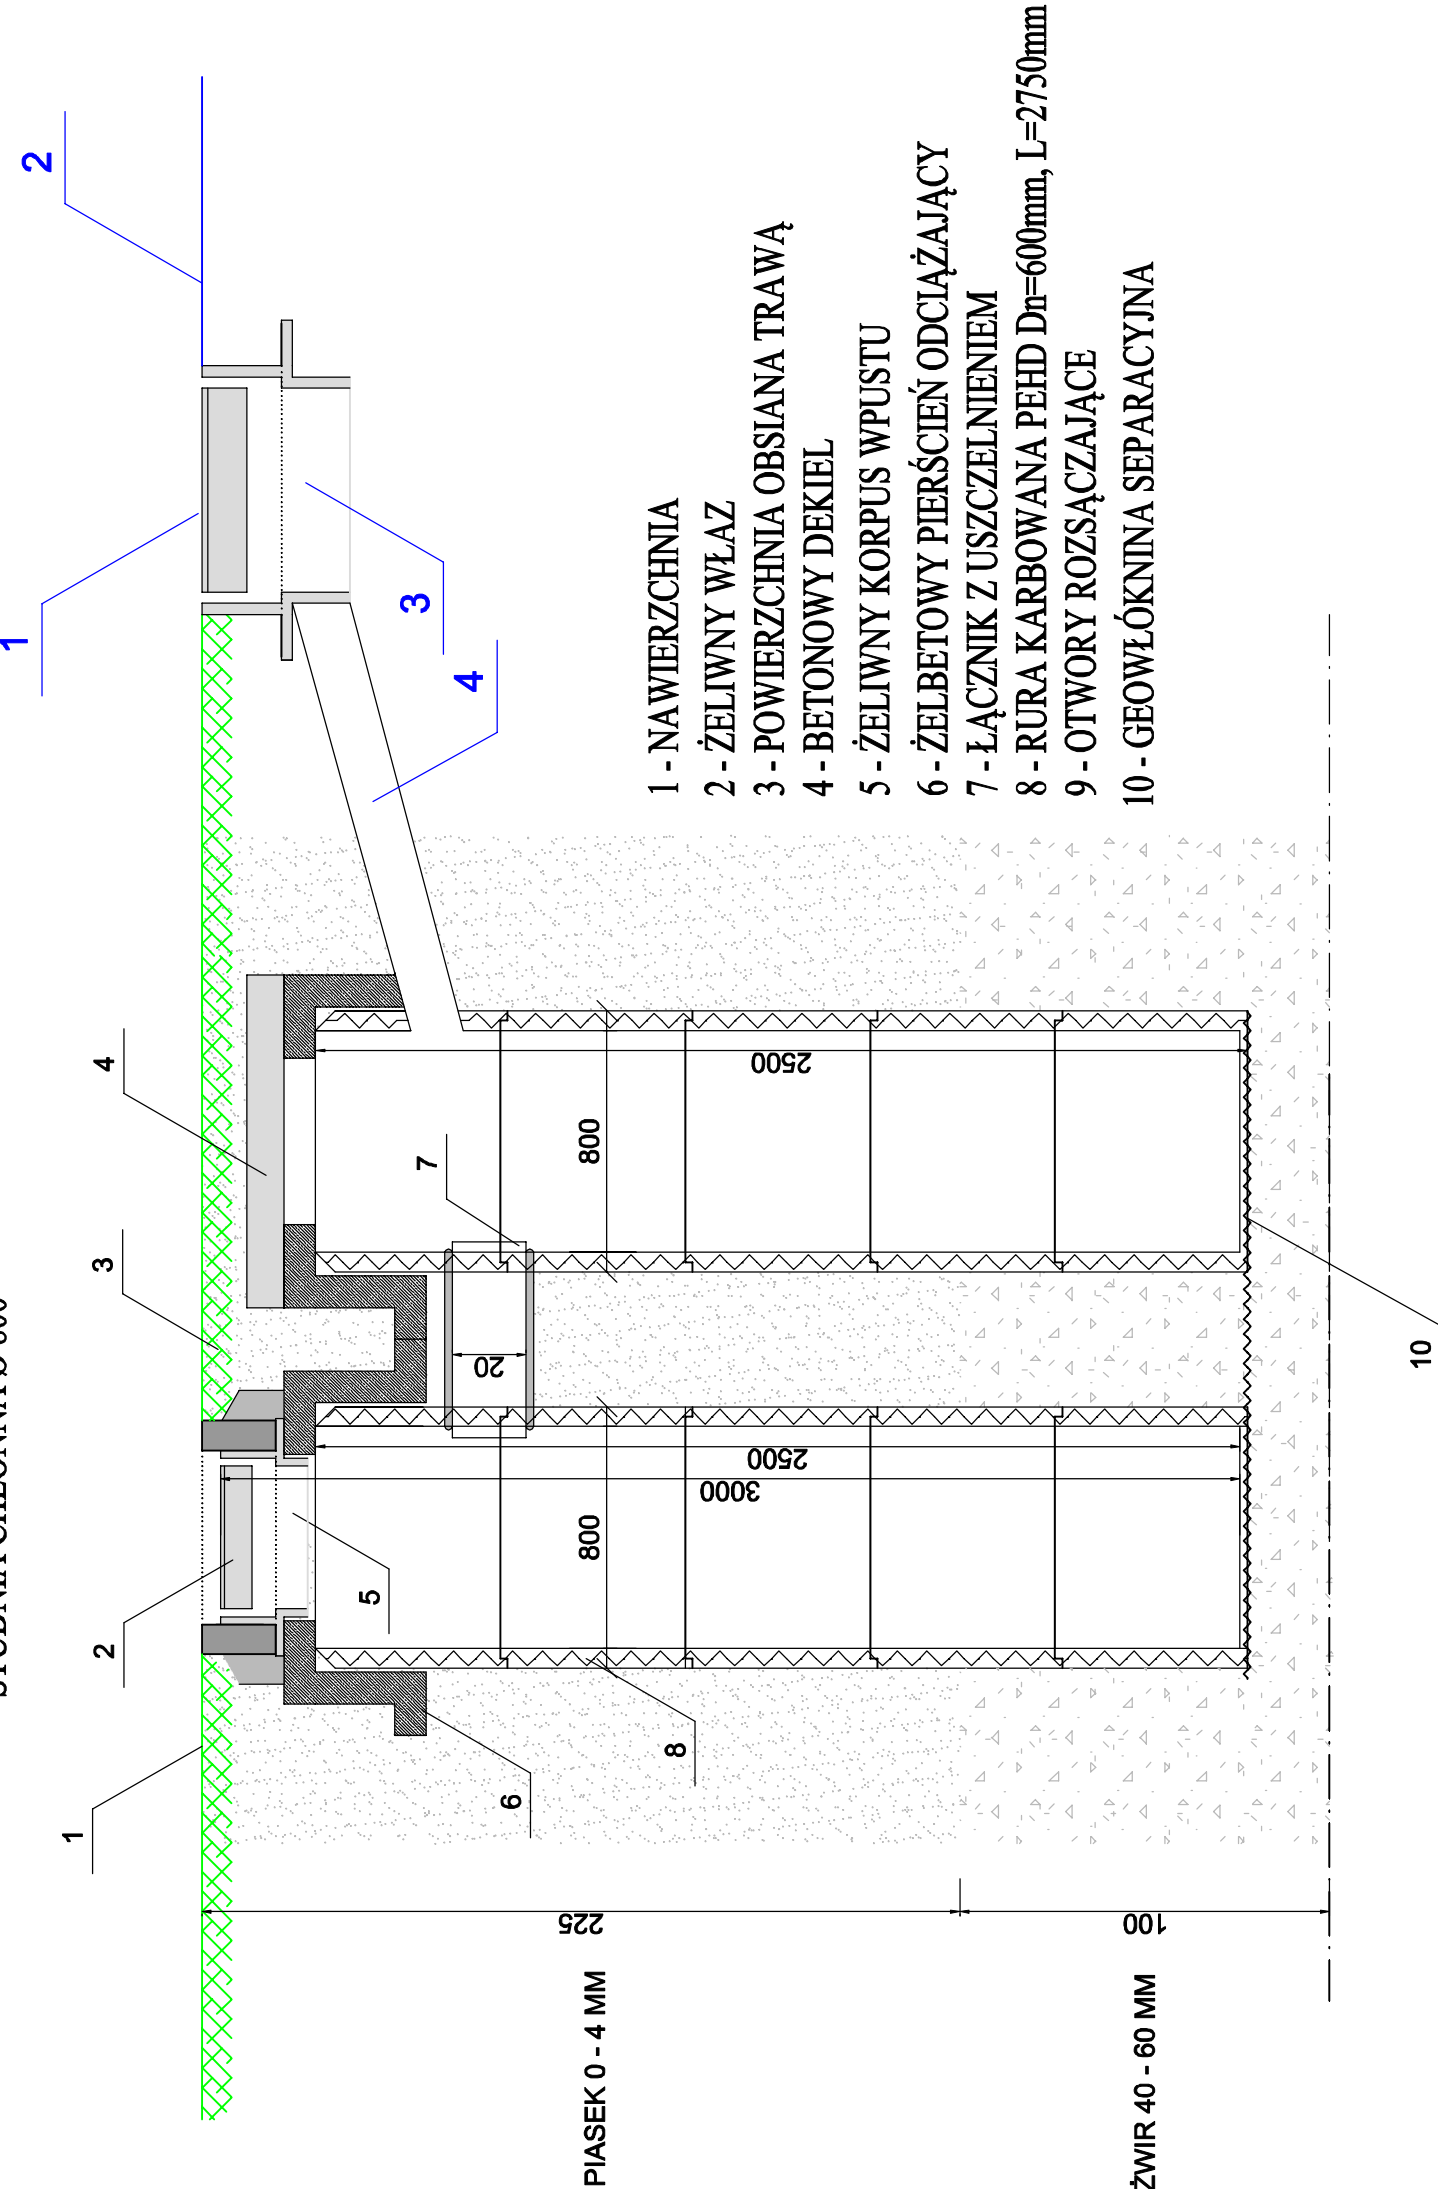 2
1
3
4
1 - NAWIERZCHNIA
2 - ŻELIWNY WŁAZ
3 - POWIERZCHNIA OBSIANA TRAWĄ
4 - BETONOWY DEKIEL
5 - ŻELIWNY KORPUS WPUSTU
6 - ŻELBETOWY PIERŚCIEŃ ODCIĄŻAJĄCY
7 - ŁĄCZNIK Z USZCZELNIENIEM
8 - RURA KARBOWANA PEHD Dn=600mm, L=2750mm
9 - OTWORY ROZSĄCZAJĄCE
10 - GEOWŁÓKNINA SEPARACYJNA
1
2
3
4
5
6
7
8
10
20
800
800
2500
2500
3000
225
100
PIASEK 0 - 4 MM
ŻWIR 40 - 60 MM